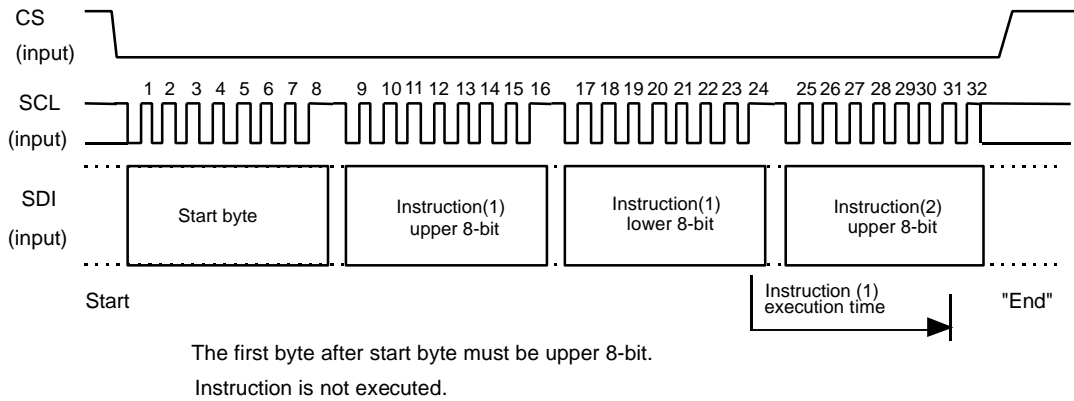 CS
(input)
1 2 3 4 5 6 7 8 9 10 11 12 13 14 15 16 17 18 19 20 21 22 23 24 25 26 27 28 29 30 31 32
SCL
(input)
SDI
(input)
Start byte
Instruction(1)
upper 8-bit
Instruction(1)
lower 8-bit
Instruction(2)
upper 8-bit
Start
Instruction (1)
execution time
"End"
The first byte after start byte must be upper 8-bit.
Instruction is not executed.